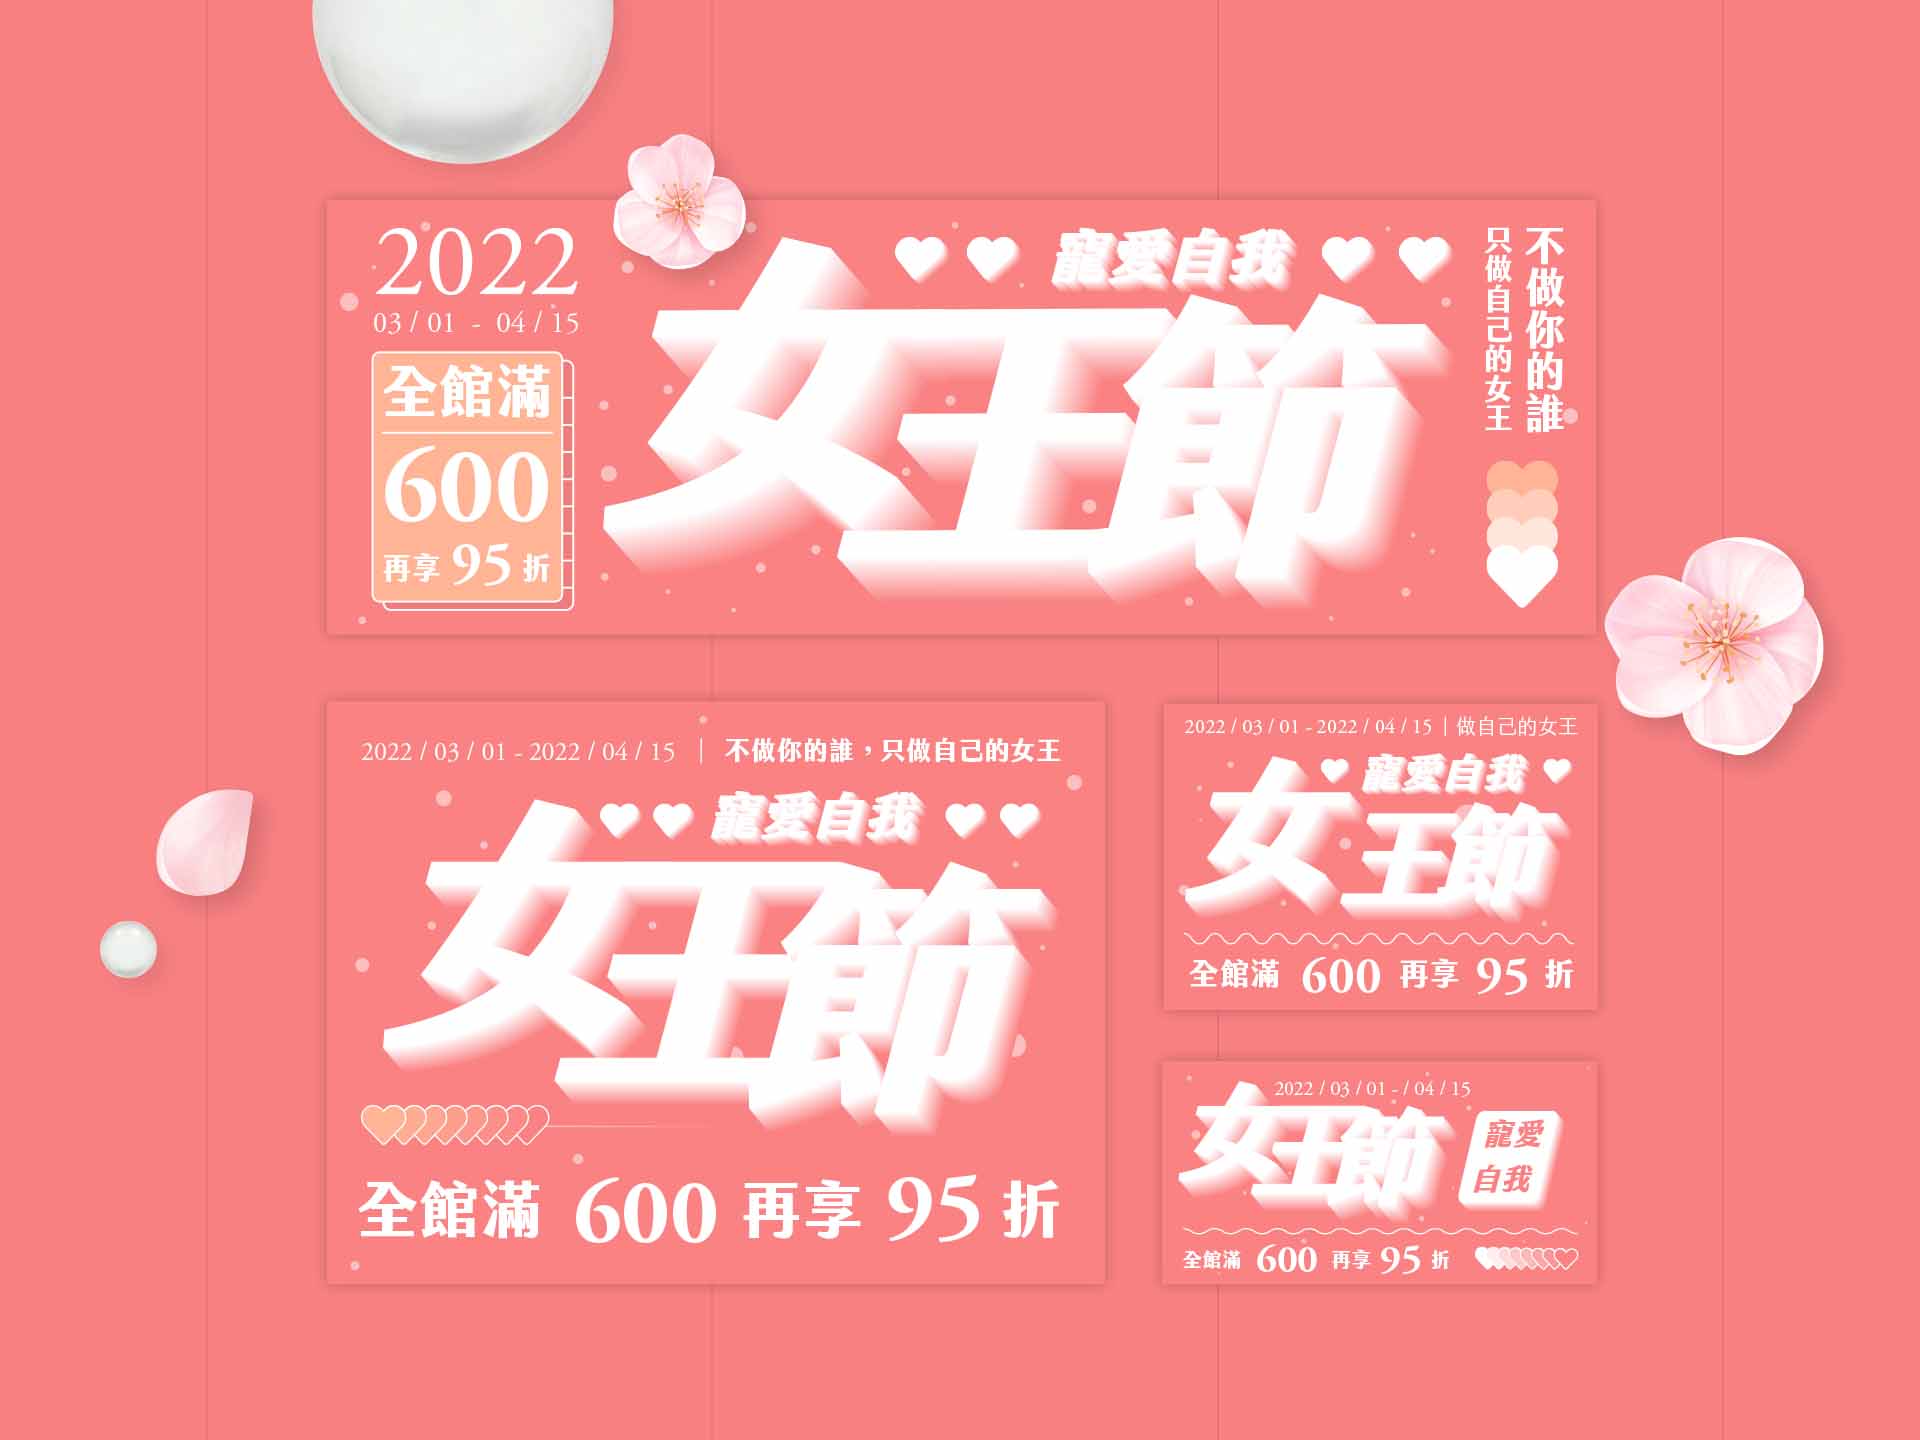 2022
03 / 01 - 04 / 15
全館滿
600
再享 95 折
寵愛自我
女王節
不做你的誰
只做自己的女王
2022 / 03 / 01 - 2022 / 04 / 15 | 不做你的誰，只做自己的女王
寵愛自我
女王節
全館滿 600 再享 95 折
2022 / 03 / 01 - 2022 / 04 / 15 | 做自己的女王
寵愛自我
女王節
全館滿 600 再享 95 折
2022 / 03 / 01 - / 04 / 15
女王節
寵愛
自我
全館滿 600 再享 95 折